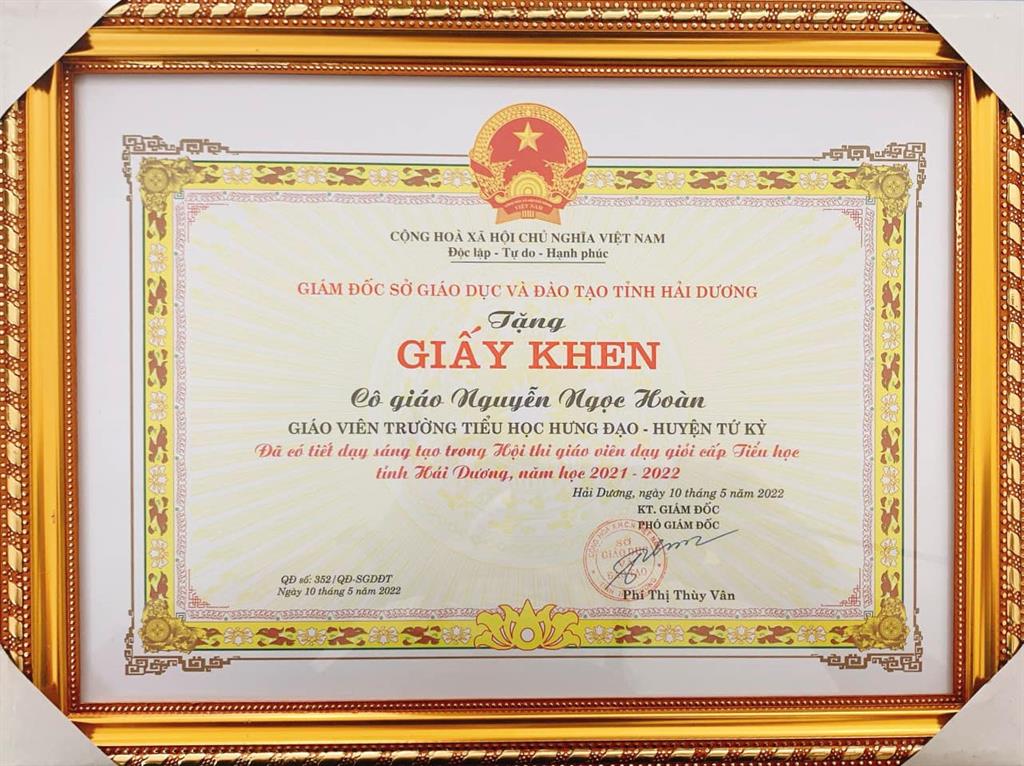 CỘNG HOÀ XÃ HỘI CHỦ NGHĨA VIỆT NAM
Độc lập - Tự do - Hạnh phúc
GIÁM ĐỐC SỞ GIÁO DỤC VÀ ĐÀO TẠO TỈNH HẢI DƯƠNG
Tặng
GIẤY KHEN
Cô giáo Nguyễn Ngọc Hoàn
GIÁO VIÊN TRƯỜNG TIỂU HỌC HƯNG ĐẠO - HUYỆN TỨ KỲ
Đã có tiết dạy sáng tạo trong Hội thi giáo viên dạy giỏi cấp Tiểu học
tỉnh Hải Dương, năm học 2021 - 2022
Hải Dương, ngày 10 tháng 5 năm 2022
KT. GIÁM ĐỐC
PHÓ GIÁM ĐỐC
SỞ
GIÁO DỤC
QĐ số: 352/QĐ-SGDĐT
Ngày 10 tháng 5 năm 2022
Phí Thị Thùy Vân